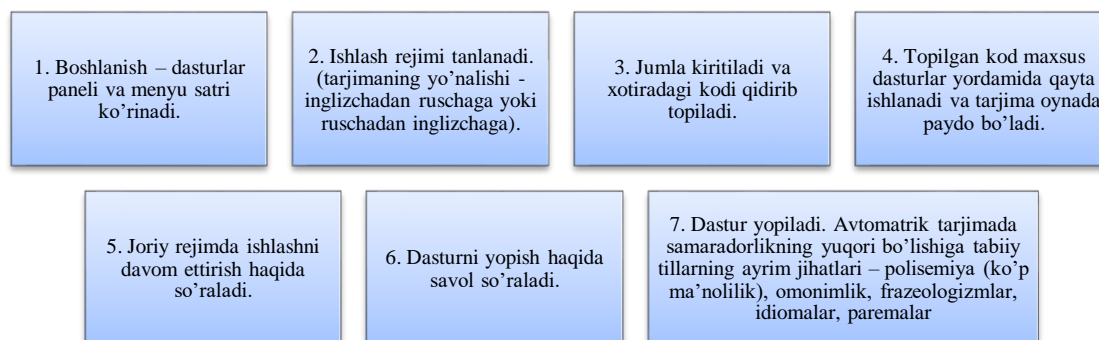 1. Boshlanish – dasturlar
paneli va menyu satri
ko’rinadi.
2. Ishlash rejimi tanlanadi.
(tarjimaning yo’nalishi -
inglizchadan ruschaga yoki
ruschadan inglizchaga).
3. Jumla kiritiladi va
xotiradagi kodi qidirib
topiladi.
4. Topilgan kod maxsus
dasturlar yordamida qayta
ishlanadi va tarjima oynada
paydo bo’ladi.
5. Joriy rejimda ishlashni
davom ettirish haqida
so’raladi.
6. Dasturni yopish haqida
savol so’raladi.
7. Dastur yopiladi. Avtomatrik tarjimada
samaradorlikning yuqori bo’lishiga tabiiy
tillarning ayrim jihatlari – polisemiya (ko’p
ma’nolilik), omonimlik, frazeologizmlar,
idiomalar, paremalar